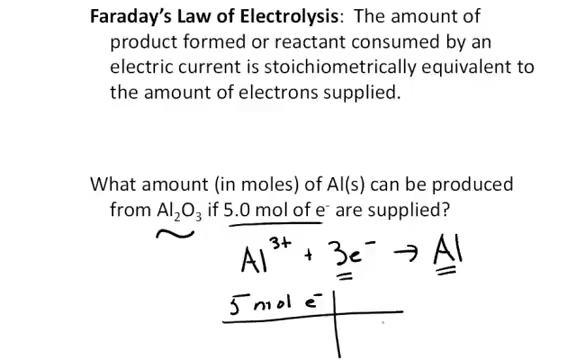 Faraday’s Law of Electrolysis: The amount of
product formed or reactant consumed by an
electric current is stoichiometrically equivalent to
the amount of electrons supplied.
What amount (in moles) of Al(s) can be produced
from Al₂O₃ if 5.0 mol of e⁻ are supplied?
Al³⁺ + 3e⁻ → Al
5 mol e⁻